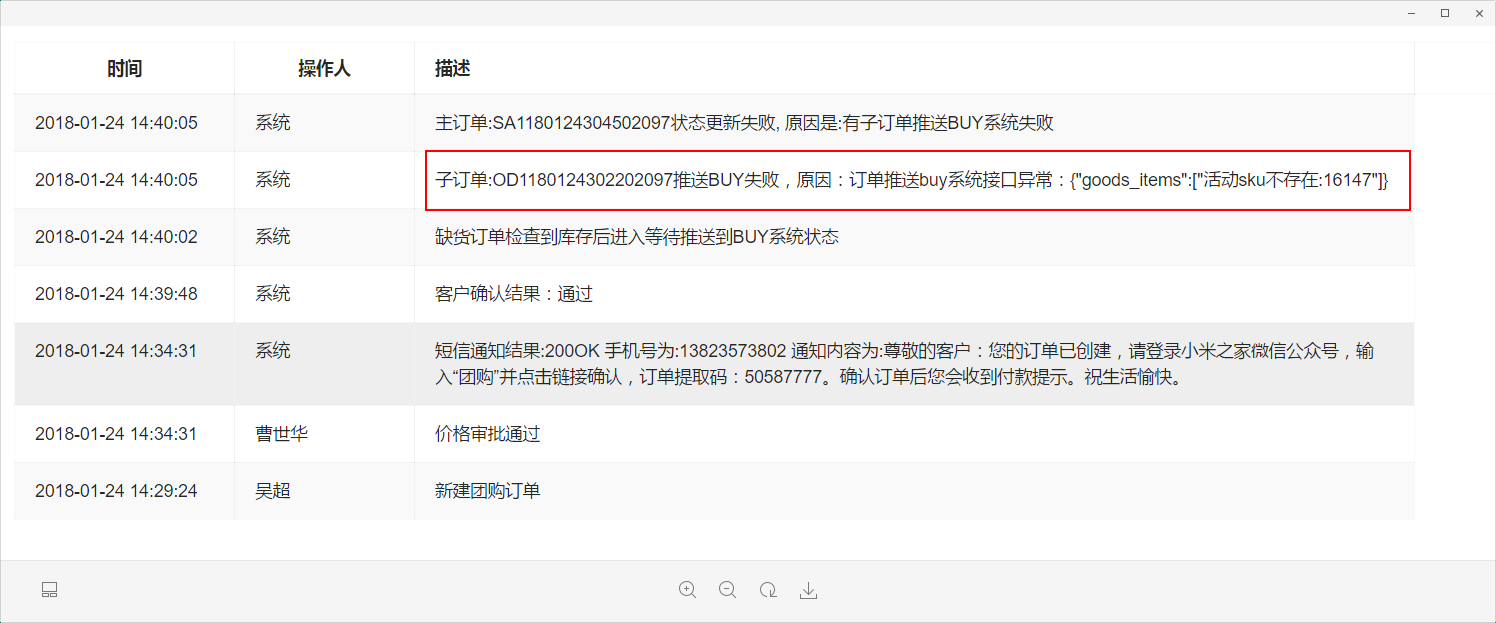 时间 操作人 描述
2018-01-24 14:40:05 系统 主订单:SA1180124304502097状态更新失败, 原因是:有子订单推送BUY系统失败
2018-01-24 14:40:05 系统 子订单:OD1180124302202097推送BUY失败，原因：订单推送buy系统接口异常：{"goods_items":["活动sku不存在:16147"]}
2018-01-24 14:40:02 系统 缺货订单检查到库存后进入等待推送到BUY系统状态
2018-01-24 14:39:48 系统 客户确认结果：通过
2018-01-24 14:34:31 系统 短信通知结果:200OK 手机号为:13823573802 通知内容为:尊敬的客户：您的订单已创建，请登录小米之家微信公众号，输
入“团购”并点击链接确认，订单提取码：50587777。确认订单后您会收到付款提示。祝生活愉快。
2018-01-24 14:34:31 曹世华 价格审批通过
2018-01-24 14:29:24 吴超 新建团购订单